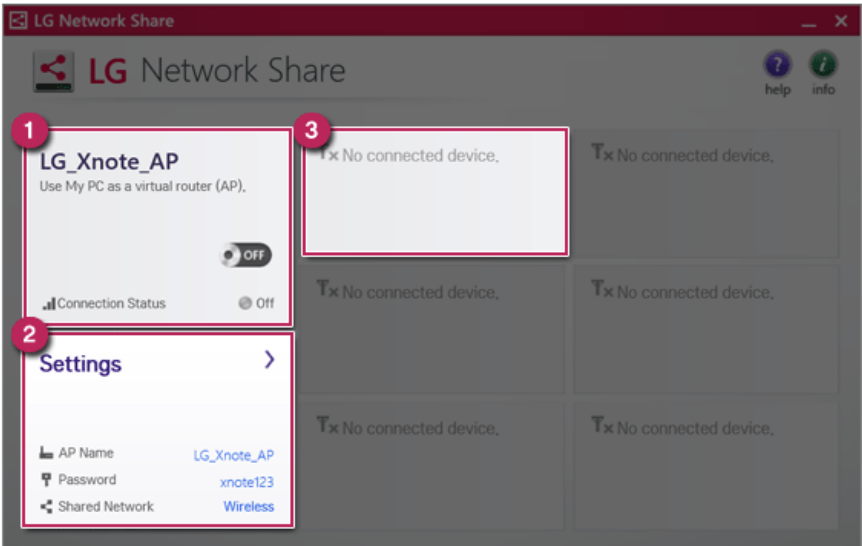 LG Network Share
LG Network Share
help
info
1
LG_Xnote_AP
Use My PC as a virtual router (AP).
OFF
Connection Status
Off
2
Settings
AP Name
LG_Xnote_AP
Password
xnote123
Shared Network
Wireless
3
No connected device.
No connected device.
No connected device.
No connected device.
No connected device.
No connected device.